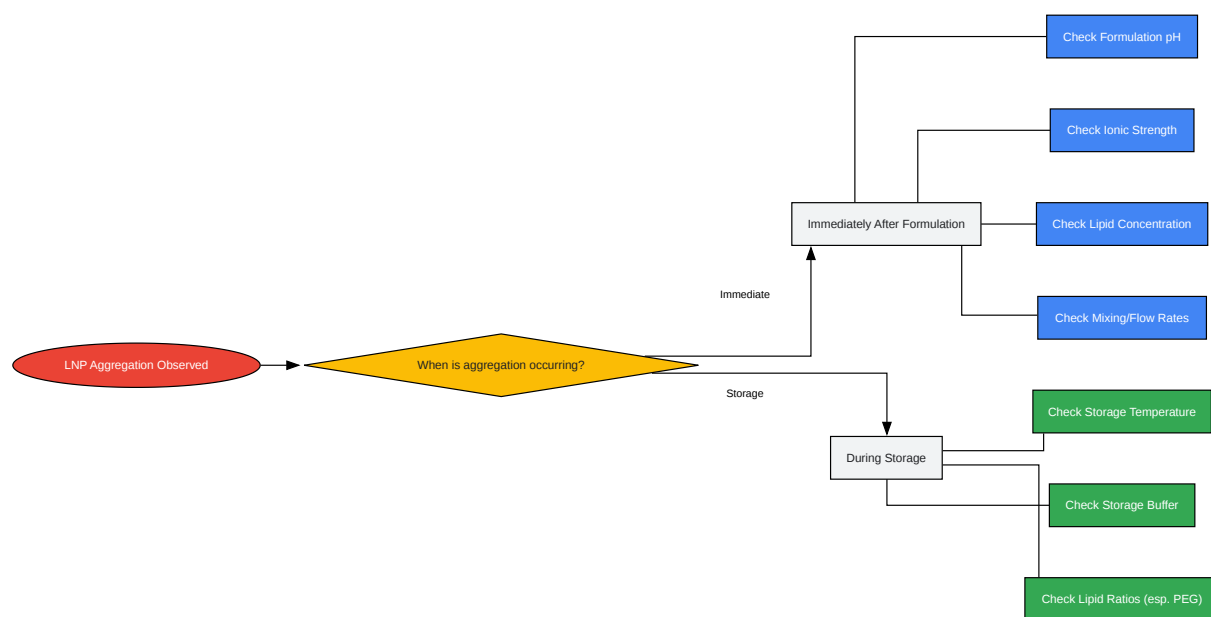 LNP Aggregation Observed
When is aggregation occurring?
Immediate
Storage
Immediately After Formulation
During Storage
Check Formulation pH
Check Ionic Strength
Check Lipid Concentration
Check Mixing/Flow Rates
Check Storage Temperature
Check Storage Buffer
Check Lipid Ratios (esp. PEG)